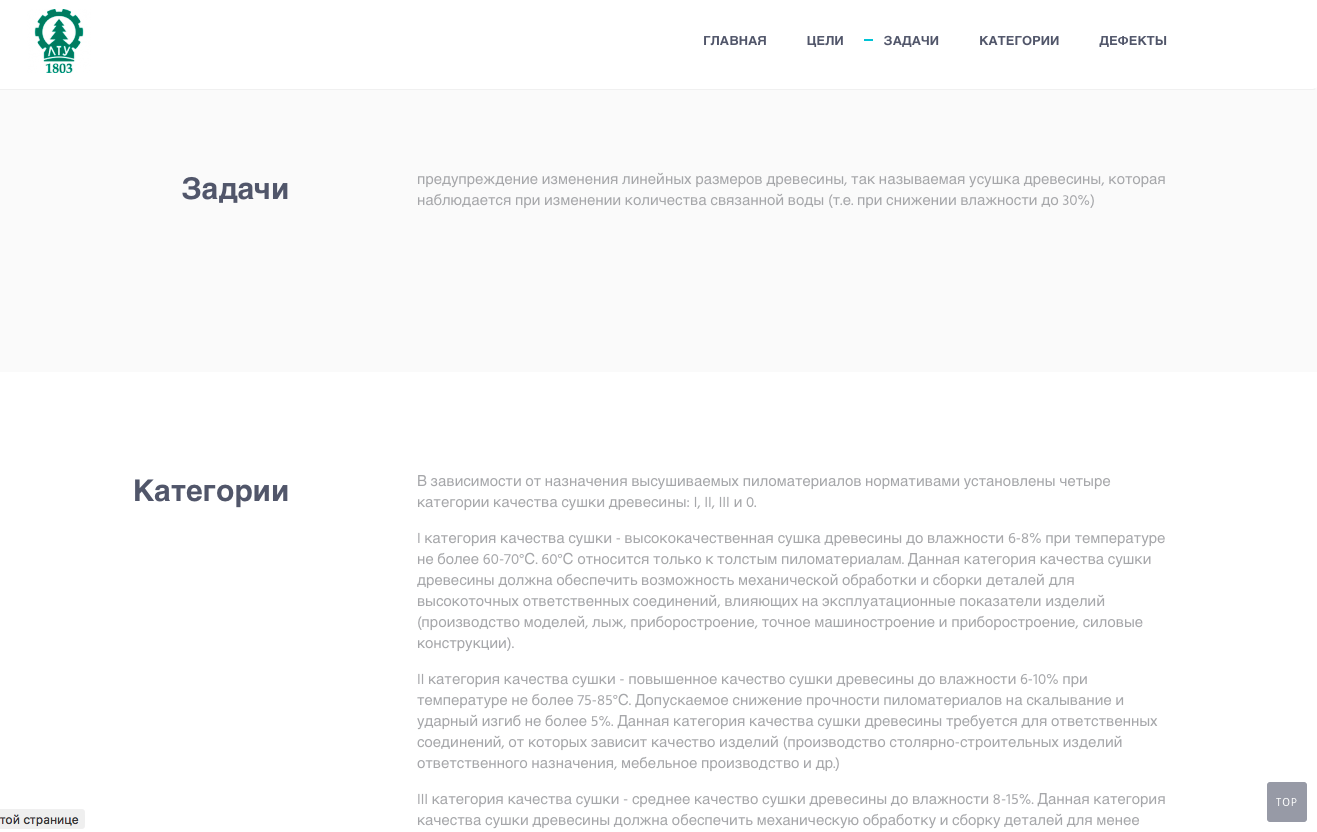 ЛТУ
1803
ГЛАВНАЯ ЦЕЛИ ЗАДАЧИ КАТЕГОРИИ ДЕФЕКТЫ
Задачи
предупреждение изменения линейных размеров древесины, так называемая усушка древесины, которая
наблюдается при изменении количества связанной воды (т.е. при снижении влажности до 30%)
Категории
В зависимости от назначения высушиваемых пиломатериалов нормативами установлены четыре
категории качества сушки древесины: I, II, III и 0.
I категория качества сушки - высококачественная сушка древесины до влажности 6-8% при температуре
не более 60-70°С. 60°С относится только к толстым пиломатериалам. Данная категория качества сушки
древесины должна обеспечить возможность механической обработки и сборки деталей для
высокоточных ответственных соединений, влияющих на эксплуатационные показатели изделий
(производство моделей, лыж, приборостроение, точное машиностроение и приборостроение, силовые
конструкции).
II категория качества сушки - повышенное качество сушки древесины до влажности 6-10% при
температуре не более 75-85°С. Допускаемое снижение прочности пиломатериалов на скалывание и
ударный изгиб не более 5%. Данная категория качества сушки древесины требуется для ответственных
соединений, от которых зависит качество изделий (производство столярно-строительных изделий
ответственного назначения, мебельное производство и др.)
III категория качества сушки - среднее качество сушки древесины до влажности 8-15%. Данная категория
качества сушки древесины должна обеспечить механическую обработку и сборку деталей для менее
TOP
той странице